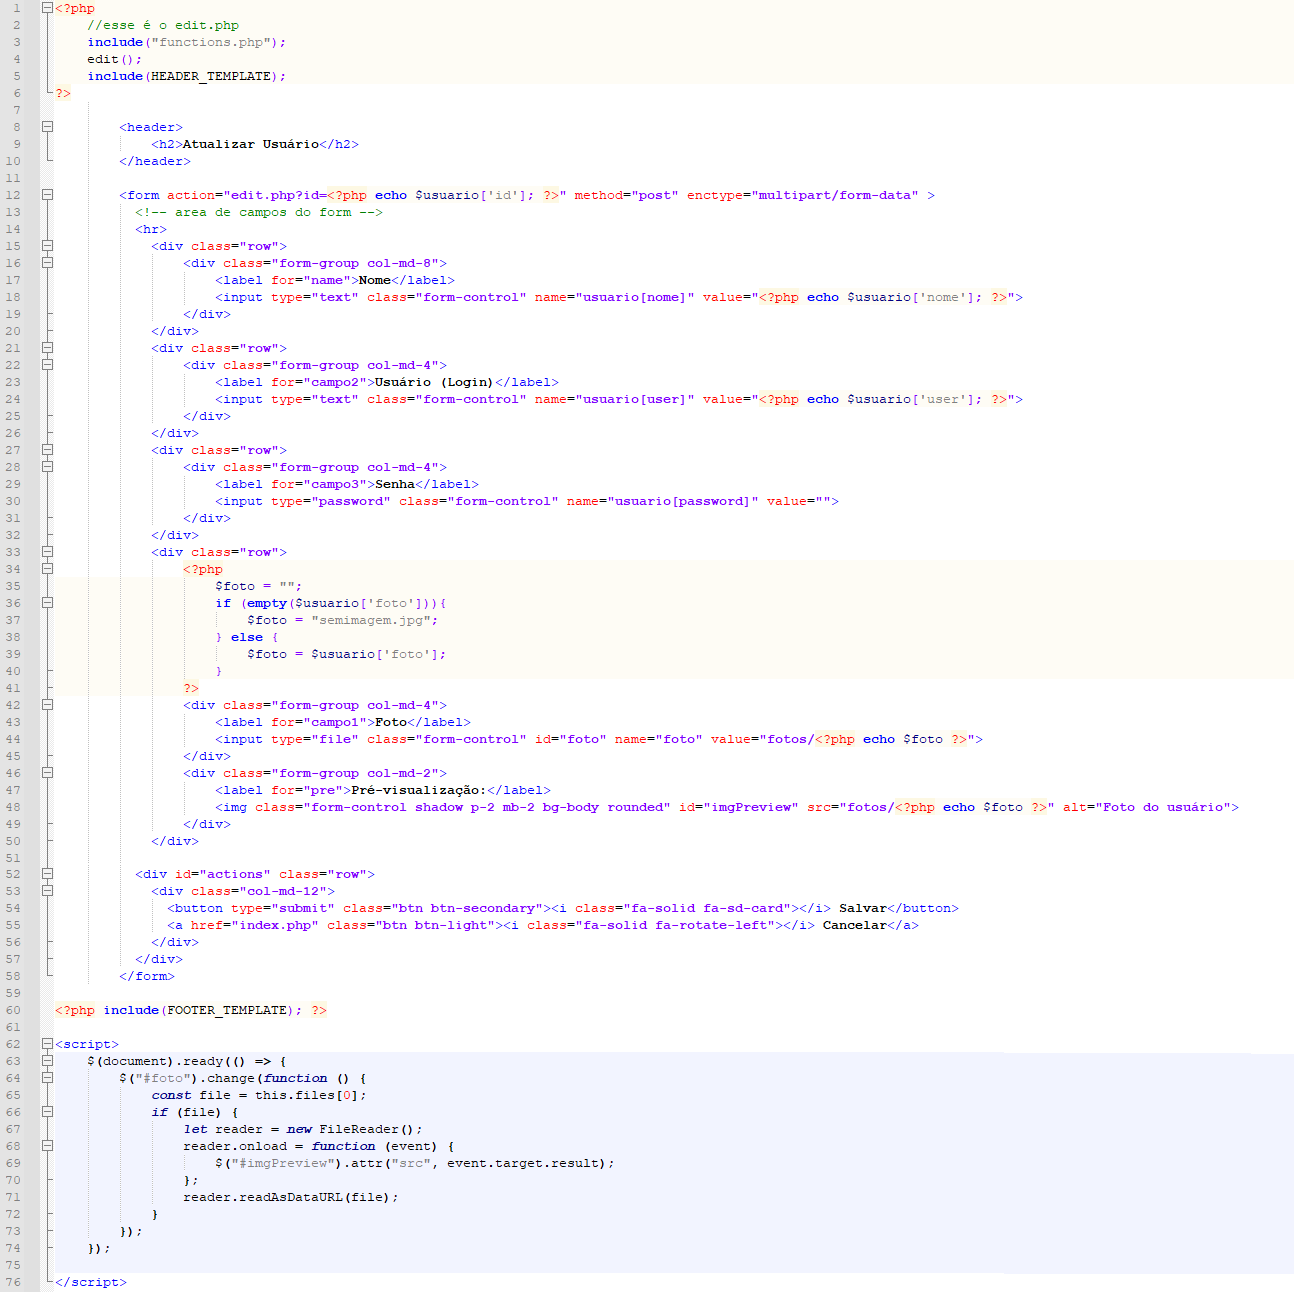 1 <?php
2     //esse é o edit.php
3     include("functions.php");
4     edit();
5     include(HEADER_TEMPLATE);
6 ?>
7
8         <header>
9             <h2>Atualizar Usuário</h2>
10         </header>
11
12         <form action="edit.php?id=<?php echo $usuario['id']; ?>" method="post" enctype="multipart/form-data" >
13           <!-- area de campos do form -->
14           <hr>
15             <div class="row">
16                 <div class="form-group col-md-8">
17                     <label for="name">Nome</label>
18                     <input type="text" class="form-control" name="usuario[nome]" value="<?php echo $usuario['nome']; ?>">
19                 </div>
20             </div>
21             <div class="row">
22                 <div class="form-group col-md-4">
23                     <label for="campo2">Usuário (Login)</label>
24                     <input type="text" class="form-control" name="usuario[user]" value="<?php echo $usuario['user']; ?>">
25                 </div>
26             </div>
27             <div class="row">
28                 <div class="form-group col-md-4">
29                     <label for="campo3">Senha</label>
30                     <input type="password" class="form-control" name="usuario[password]" value="">
31                 </div>
32             </div>
33             <div class="row">
34                 <?php
35                     $foto = "";
36                     if (empty($usuario['foto'])){
37                         $foto = "semimagem.jpg";
38                     } else {
39                         $foto = $usuario['foto'];
40                     }
41                 ?>
42                 <div class="form-group col-md-4">
43                     <label for="campo1">Foto</label>
44                     <input type="file" class="form-control" id="foto" name="foto" value="fotos/<?php echo $foto ?>">
45                 </div>
46                 <div class="form-group col-md-2">
47                     <label for="pre">Pré-visualização:</label>
48                     <img class="form-control shadow p-2 mb-2 bg-body rounded" id="imgPreview" src="fotos/<?php echo $foto ?>" alt="Foto do usuário">
49                 </div>
50             </div>
51
52           <div id="actions" class="row">
53             <div class="col-md-12">
54               <button type="submit" class="btn btn-secondary"><i class="fa-solid fa-sd-card"></i> Salvar</button>
55               <a href="index.php" class="btn btn-light"><i class="fa-solid fa-rotate-left"></i> Cancelar</a>
56             </div>
57           </div>
58         </form>
59
60 <?php include(FOOTER_TEMPLATE); ?>
61
62 <script>
63     $(document).ready(() => {
64         $("#foto").change(function () {
65             const file = this.files[0];
66             if (file) {
67                 let reader = new FileReader();
68                 reader.onload = function (event) {
69                     $("#imgPreview").attr("src", event.target.result);
70                 };
71                 reader.readAsDataURL(file);
72             }
73         });
74     });
75
76 </script>